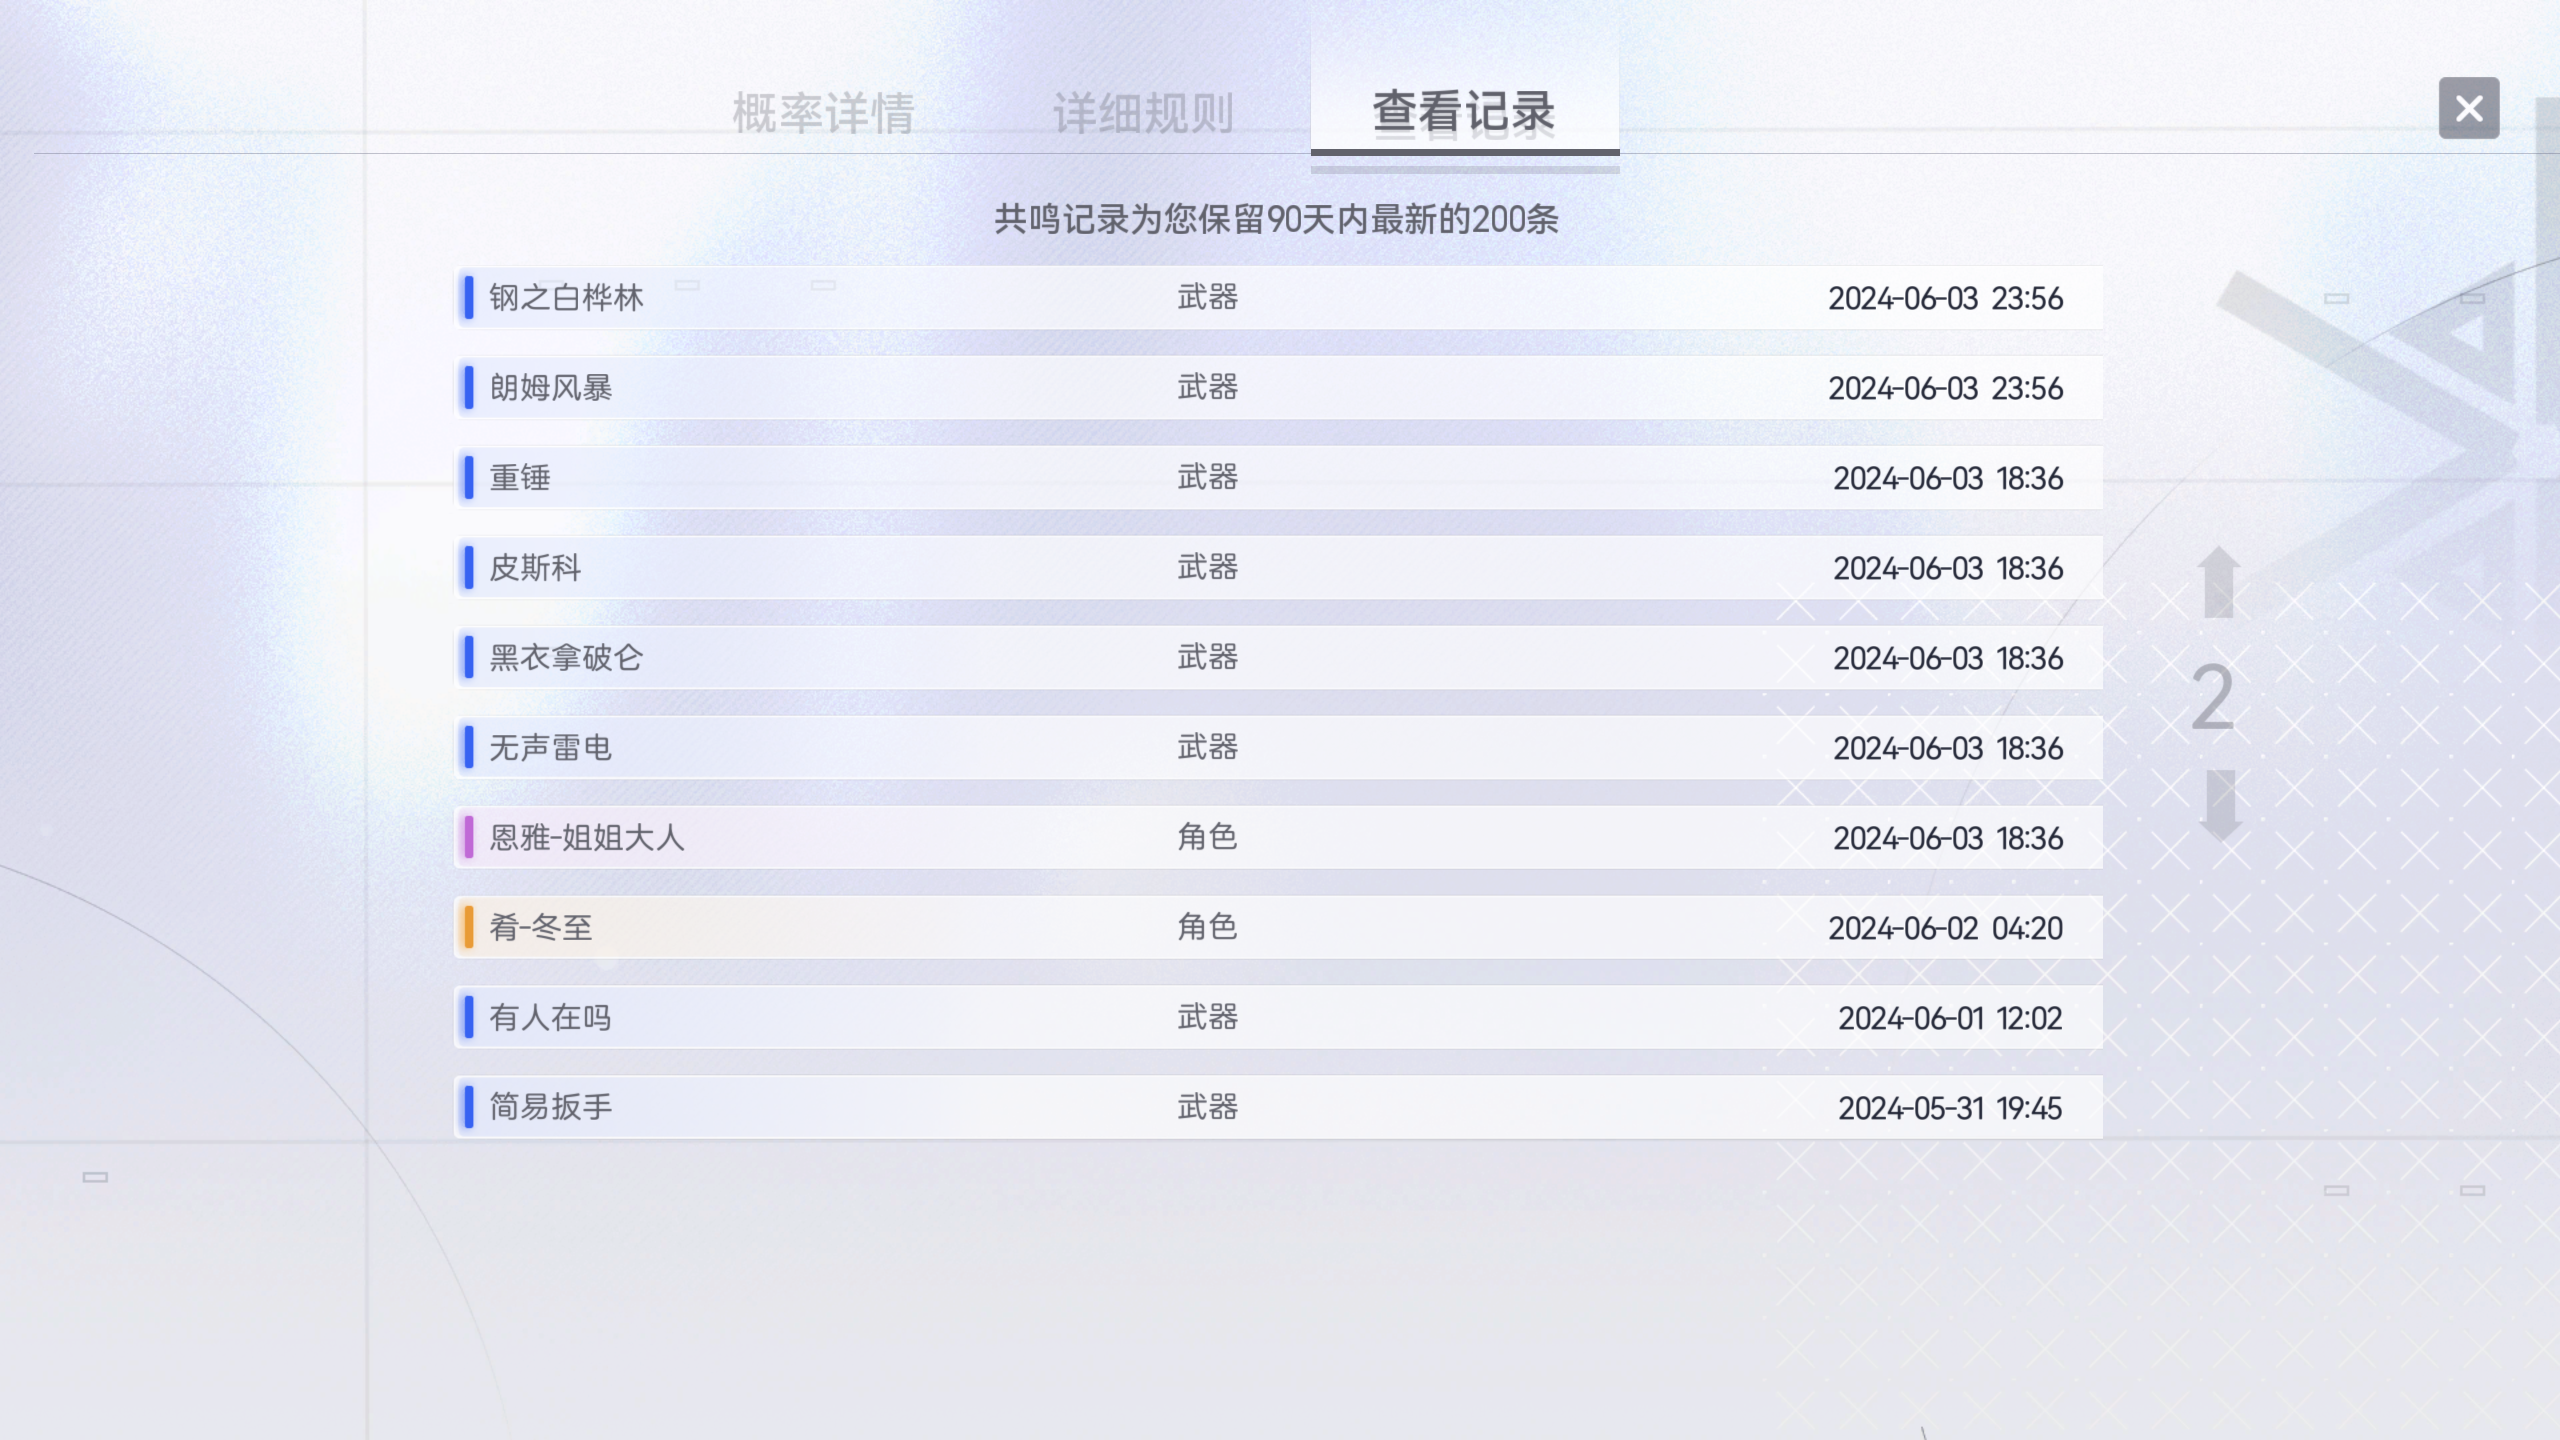 概率详情 详细规则 查看记录
共鸣记录为您保留90天内最新的200条
钢之白桦林 武器 2024-06-03 23:56
朗姆风暴 武器 2024-06-03 23:56
重锤 武器 2024-06-03 18:36
皮斯科 武器 2024-06-03 18:36
黑衣拿破仑 武器 2024-06-03 18:36
无声雷电 武器 2024-06-03 18:36
恩雅-姐姐大人 角色 2024-06-03 18:36
肴-冬至 角色 2024-06-02 04:20
有人在吗 武器 2024-06-01 12:02
简易扳手 武器 2024-05-31 19:45
2